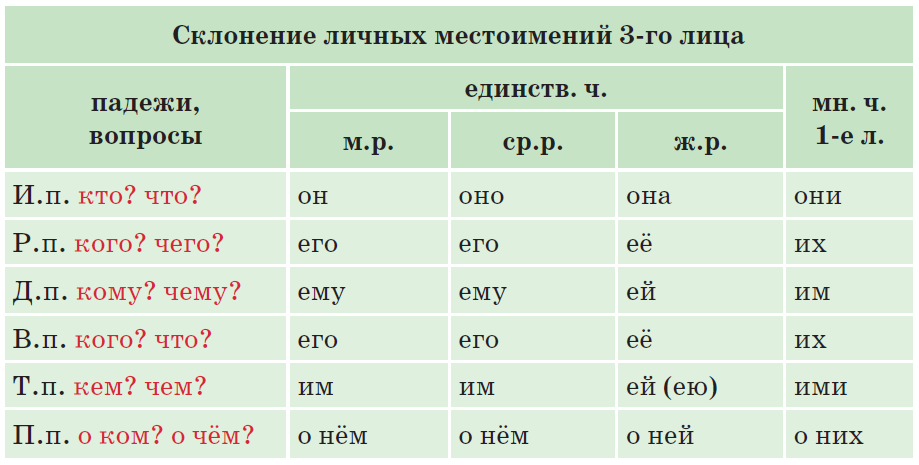 Склонение личных местоимений 3-го лица
падежи, вопросы | единств. ч. | мн. ч. 1-е л.
м.р. | ср.р. | ж.р.
И.п. кто? что? | он | оно | она | они
Р.п. кого? чего? | его | его | её | их
Д.п. кому? чему? | ему | ему | ей | им
В.п. кого? что? | его | его | её | их
Т.п. кем? чем? | им | им | ей (ею) | ими
П.п. о ком? о чём? | о нём | о нём | о ней | о них